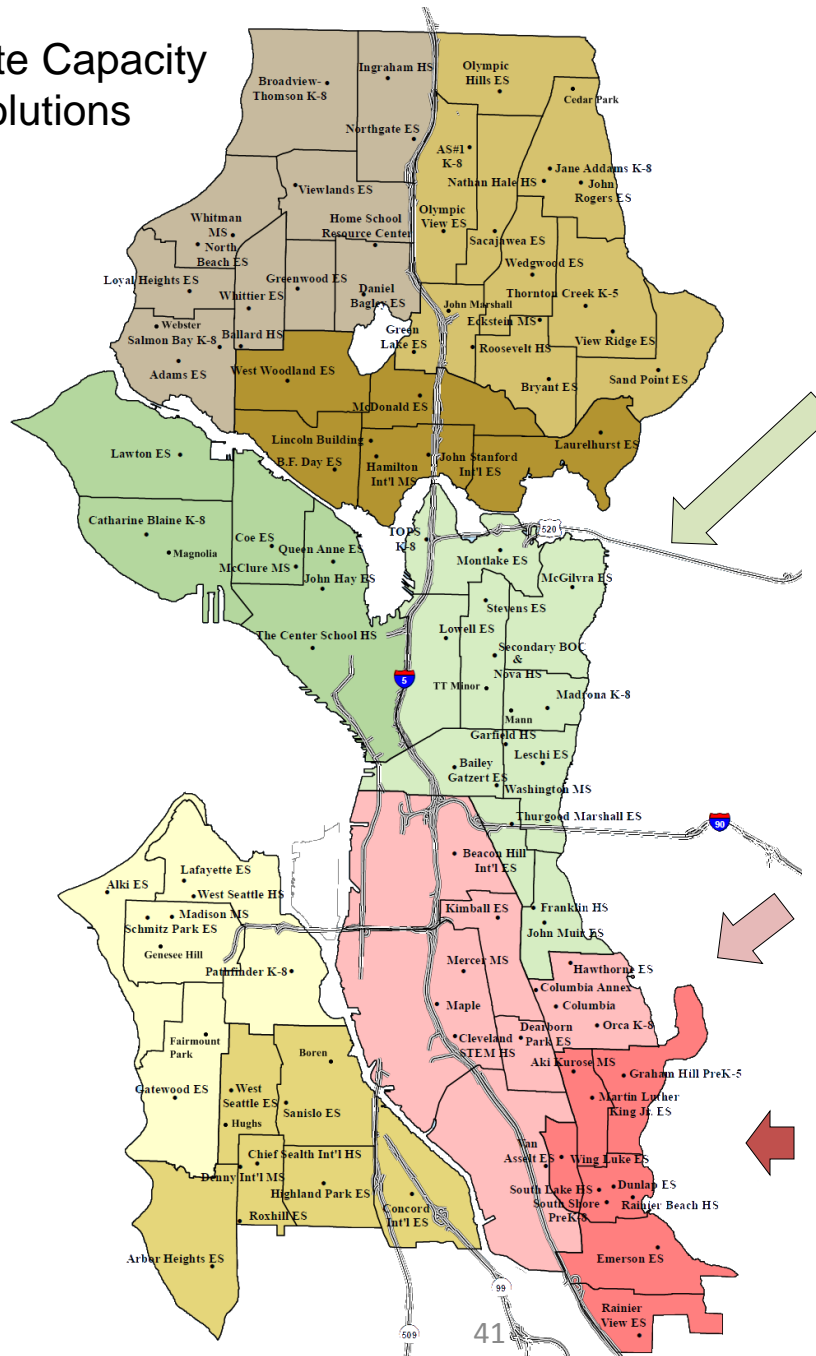 te Capacity
olutions
Broadview-
Thomson K-8
Ingraham HS
Olympic
Hills ES
Cedar Park
Northgate ES
AS#1
K-8
Jane Addams K-8
Nathan Hale HS
John
Rogers ES
Viewlands ES
Whitman
MS
North
Beach ES
Home School
Resource Center
Olympic
View ES
Sacajawea ES
Wedgwood ES
Loyal Heights ES
Greenwood ES
Daniel
Bagley ES
Whittier ES
Thornton Creek K-5
John Marshall
Eckstein MS
Webster
Salmon Bay K-8
Ballard HS
Green
Lake ES
Roosevelt HS
View Ridge ES
Adams ES
West Woodland ES
Bryant ES
Sand Point ES
McDonald ES
Lincoln Building
Laurelhurst ES
Lawton ES
B.F. Day ES
Hamilton
Int'l MS
John Stanford
Int'l ES
Catharine Blaine K-8
Magnolia
Coe ES
Queen Anne ES
McClure MS
John Hay ES
TOPS
K-8
520
Montlake ES
McGilvra ES
Stevens ES
The Center School HS
Lowell ES
Secondary BOC
&
Nova HS
5
TT Minor
Madrona K-8
Mann
Garfield HS
Leschi ES
Bailey
Gatzert ES
Washington MS
Thurgood Marshall ES
90
Beacon Hill
Int'l ES
Lafayette ES
Alki ES
West Seattle HS
Madison MS
Schmitz Park ES
Genesee Hill
Kimball ES
Franklin HS
John Muir ES
Pathfinder K-8
Mercer MS
Hawthorne ES
Columbia Annex
Maple
Columbia
Orca K-8
Fairmount
Park
Cleveland
STEM HS
Dearborn
Park ES
Boren
Aki Kurose MS
Graham Hill PreK-5
Gatewood ES
West
Seattle ES
Sanislo ES
Martin Luther
King Jr. ES
Hughs
Chief Sealth Int'l HS
Denny Int'l MS
Van
Asselt ES
Wing Luke ES
Highland Park ES
South Lake HS
Dunlap ES
South Shore
PreK-8
Rainier Beach HS
Roxhill ES
Concord
Int'l ES
Arbor Heights ES
Emerson ES
99
Rainier
View ES
509
41